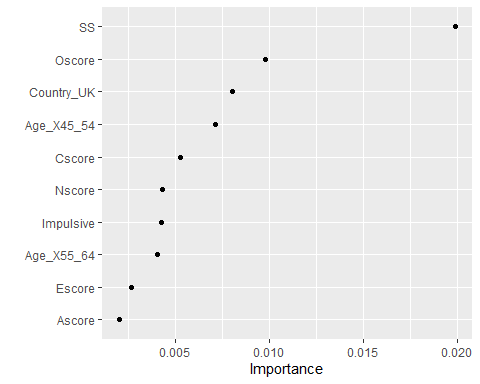 SS
Oscore
Country_UK
Age_X45_54
Cscore
Nscore
Impulsive
Age_X55_64
Escore
Ascore
0.005 0.010 0.015 0.020
Importance